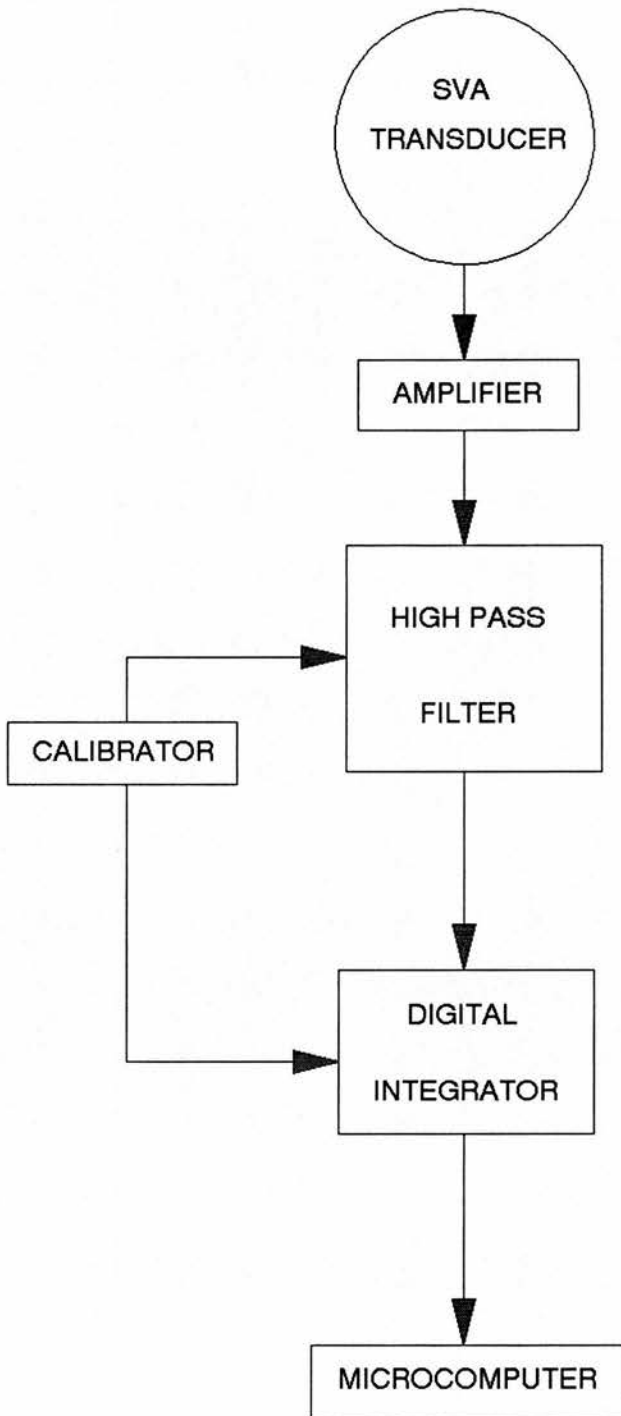 SVA
TRANSDUCER
AMPLIFIER
HIGH PASS
FILTER
CALIBRATOR
DIGITAL
INTEGRATOR
MICROCOMPUTER